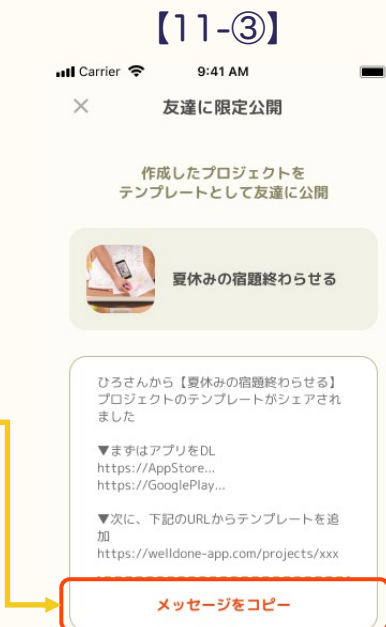 【11-③】
Carrier
9:41 AM
×
友達に限定公開
作成したプロジェクトを
テンプレートとして友達に公開
夏休みの宿題終わらせる
ひろさんから【夏休みの宿題終わらせる】
プロジェクトのテンプレートがシェアされ
ました
▼まずはアプリをDL
https://AppStore...
https://GooglePlay...
▼次に、下記のURLからテンプレートを追
加
https://welldone-app.com/projects/xxx
メッセージをコピー